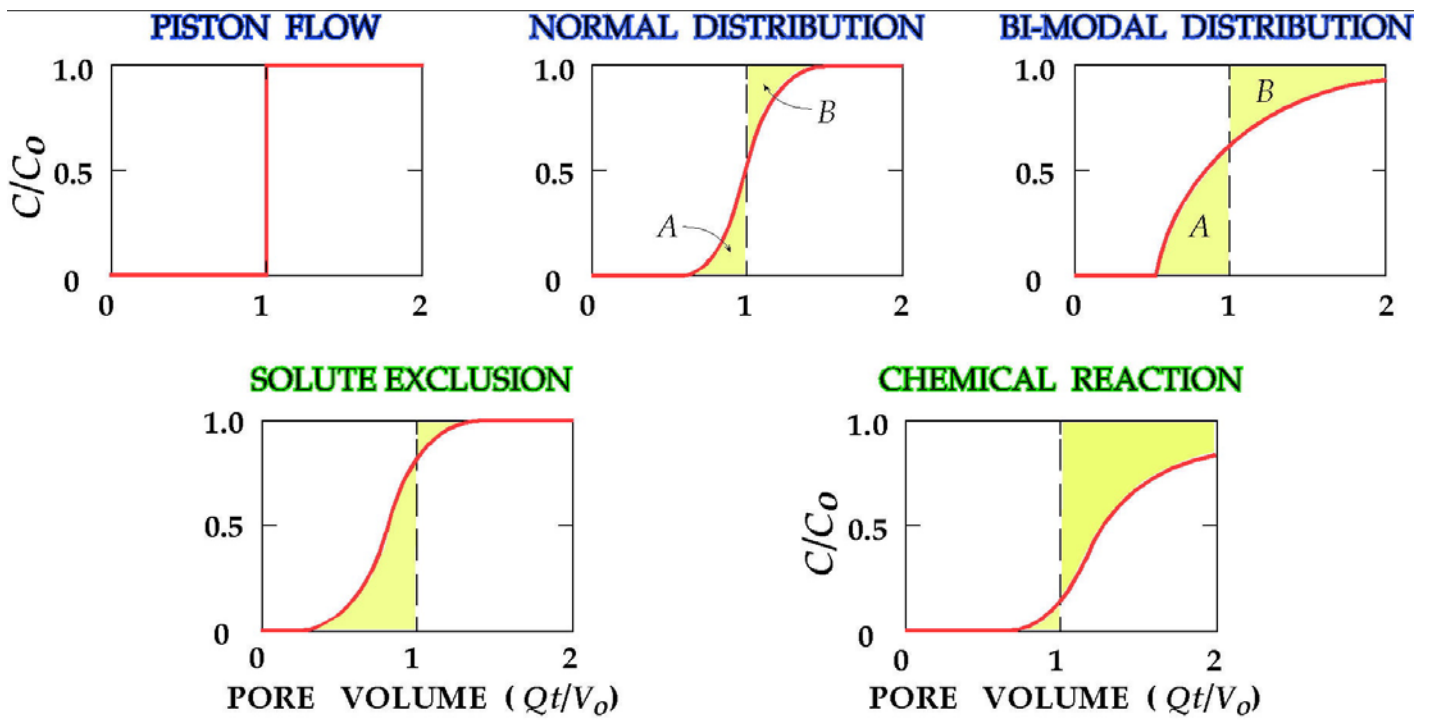 PISTON FLOW
NORMAL DISTRIBUTION
BI-MODAL DISTRIBUTION
C/Co
1.0
0.5
0
0
1
2
1.0
0.5
0
0
1
2
A
B
1.0
0.5
0
0
1
2
A
B
SOLUTE EXCLUSION
CHEMICAL REACTION
1.0
0.5
0
0
1
2
PORE VOLUME ( Qt/Vo)
C/Co
1.0
0.5
0
0
1
2
PORE VOLUME ( Qt/Vo)